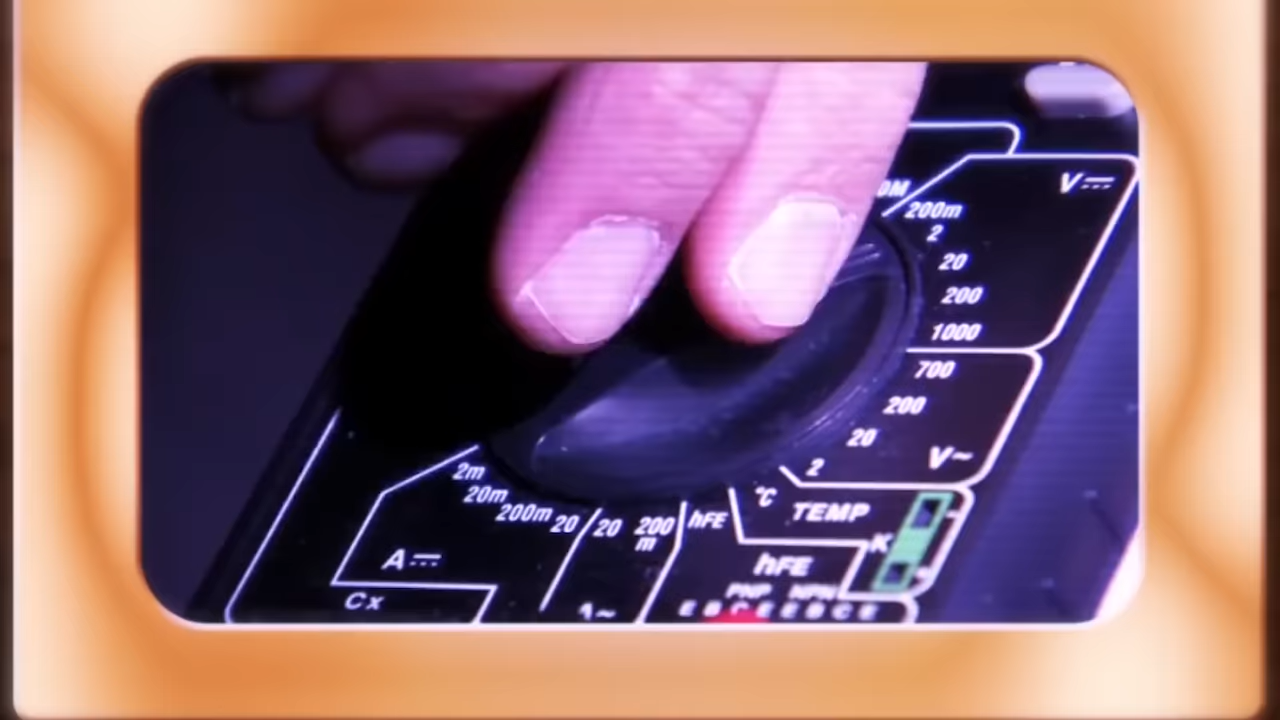 V⎓
200m
2
20
200
1000
700
200
20
2
V~
°C TEMP
K
2m
20m
200m
20
20
200
m
hFE
A⎓
hFE
PNP NPN
Cx
E B C E E B C E